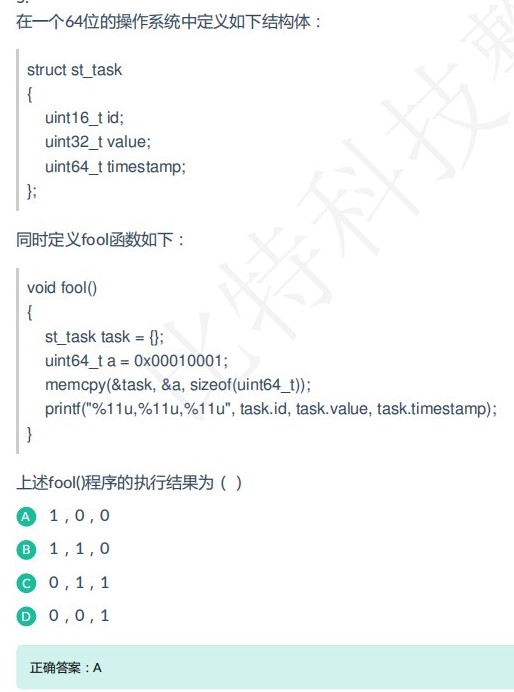 在一个64位的操作系统中定义如下结构体：
struct st_task
{
uint16_t id;
uint32_t value;
uint64_t timestamp;
};
同时定义fool函数如下：
void fool()
{
st_task task = {};
uint64_t a = 0x00010001;
memcpy(&task, &a, sizeof(uint64_t));
printf("%11u,%11u,%11u", task.id, task.value, task.timestamp);
}
上述fool()程序的执行结果为（ ）
A 1，0，0
B 1，1，0
C 0，1，1
D 0，0，1
正确答案：A
比特科技